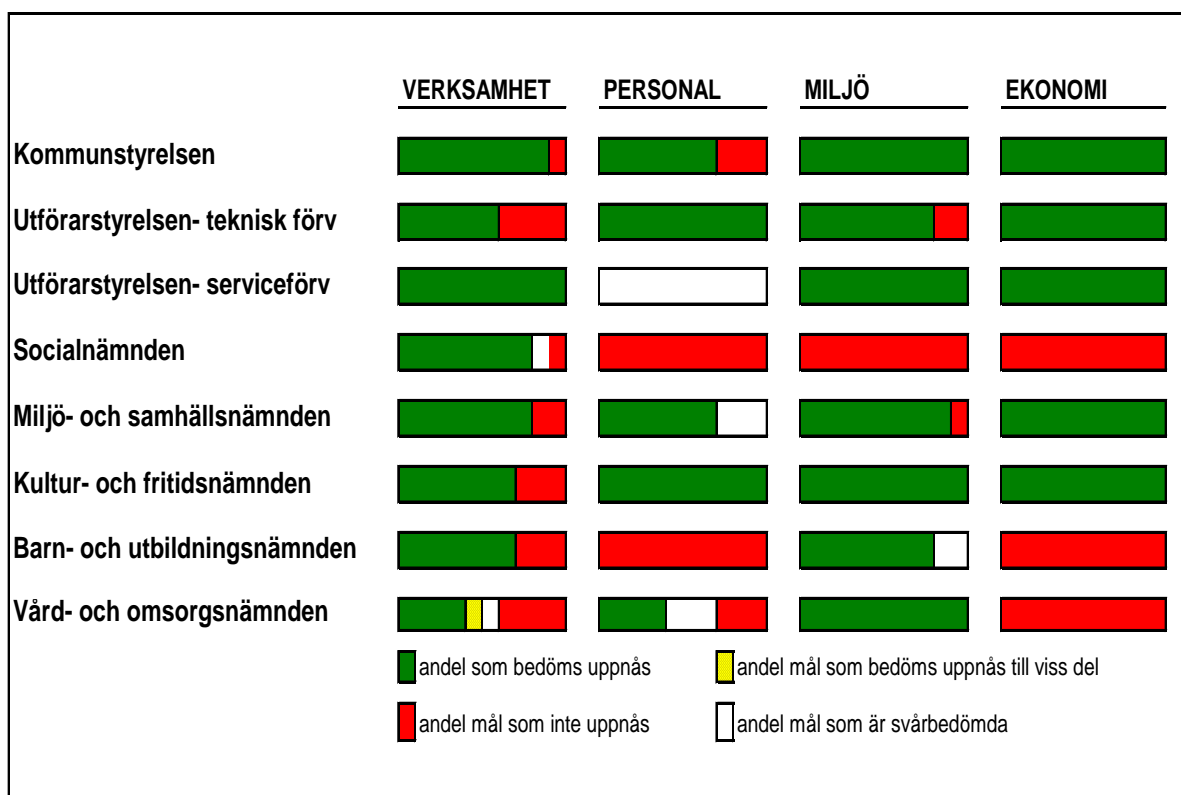 VERKSAMHET PERSONAL MILJÖ EKONOMI
Kommunstyrelsen
Utförarstyrelsen- teknisk förv
Utförarstyrelsen- serviceförv
Socialnämnden
Miljö- och samhällsnämnden
Kultur- och fritidsnämnden
Barn- och utbildningsnämnden
Vård- och omsorgsnämnden
andel som bedöms uppnås andel mål som bedöms uppnås till viss del
andel mål som inte uppnås andel mål som är svårbedömda